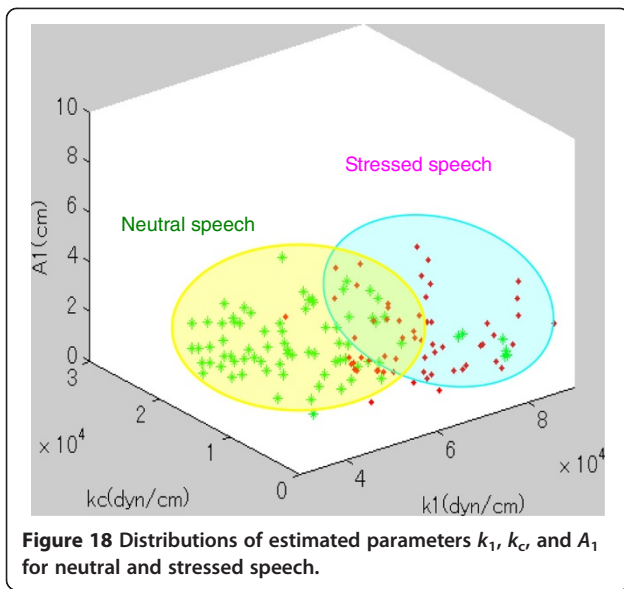 10
8
6
4
2
0
A1(cm)
Stressed speech
Neutral speech
3
2
1
0
×10⁴
kc(dyn/cm)
4
6
8
×10⁴
k1(dyn/cm)
Figure 18 Distributions of estimated parameters k₁, k_c, and A₁
for neutral and stressed speech.